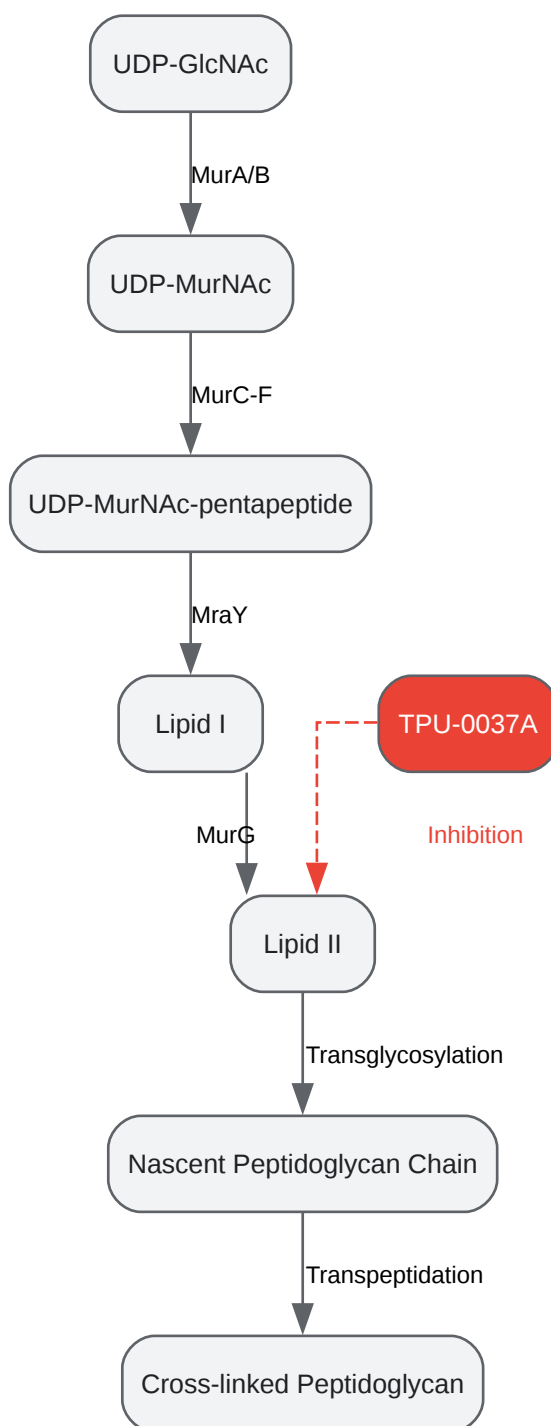 UDP-GlcNAc
MurA/B
UDP-MurNAc
MurC-F
UDP-MurNAc-pentapeptide
MraY
Lipid I
TPU-0037A
MurG
Inhibition
Lipid II
Transglycosylation
Nascent Peptidoglycan Chain
Transpeptidation
Cross-linked Peptidoglycan